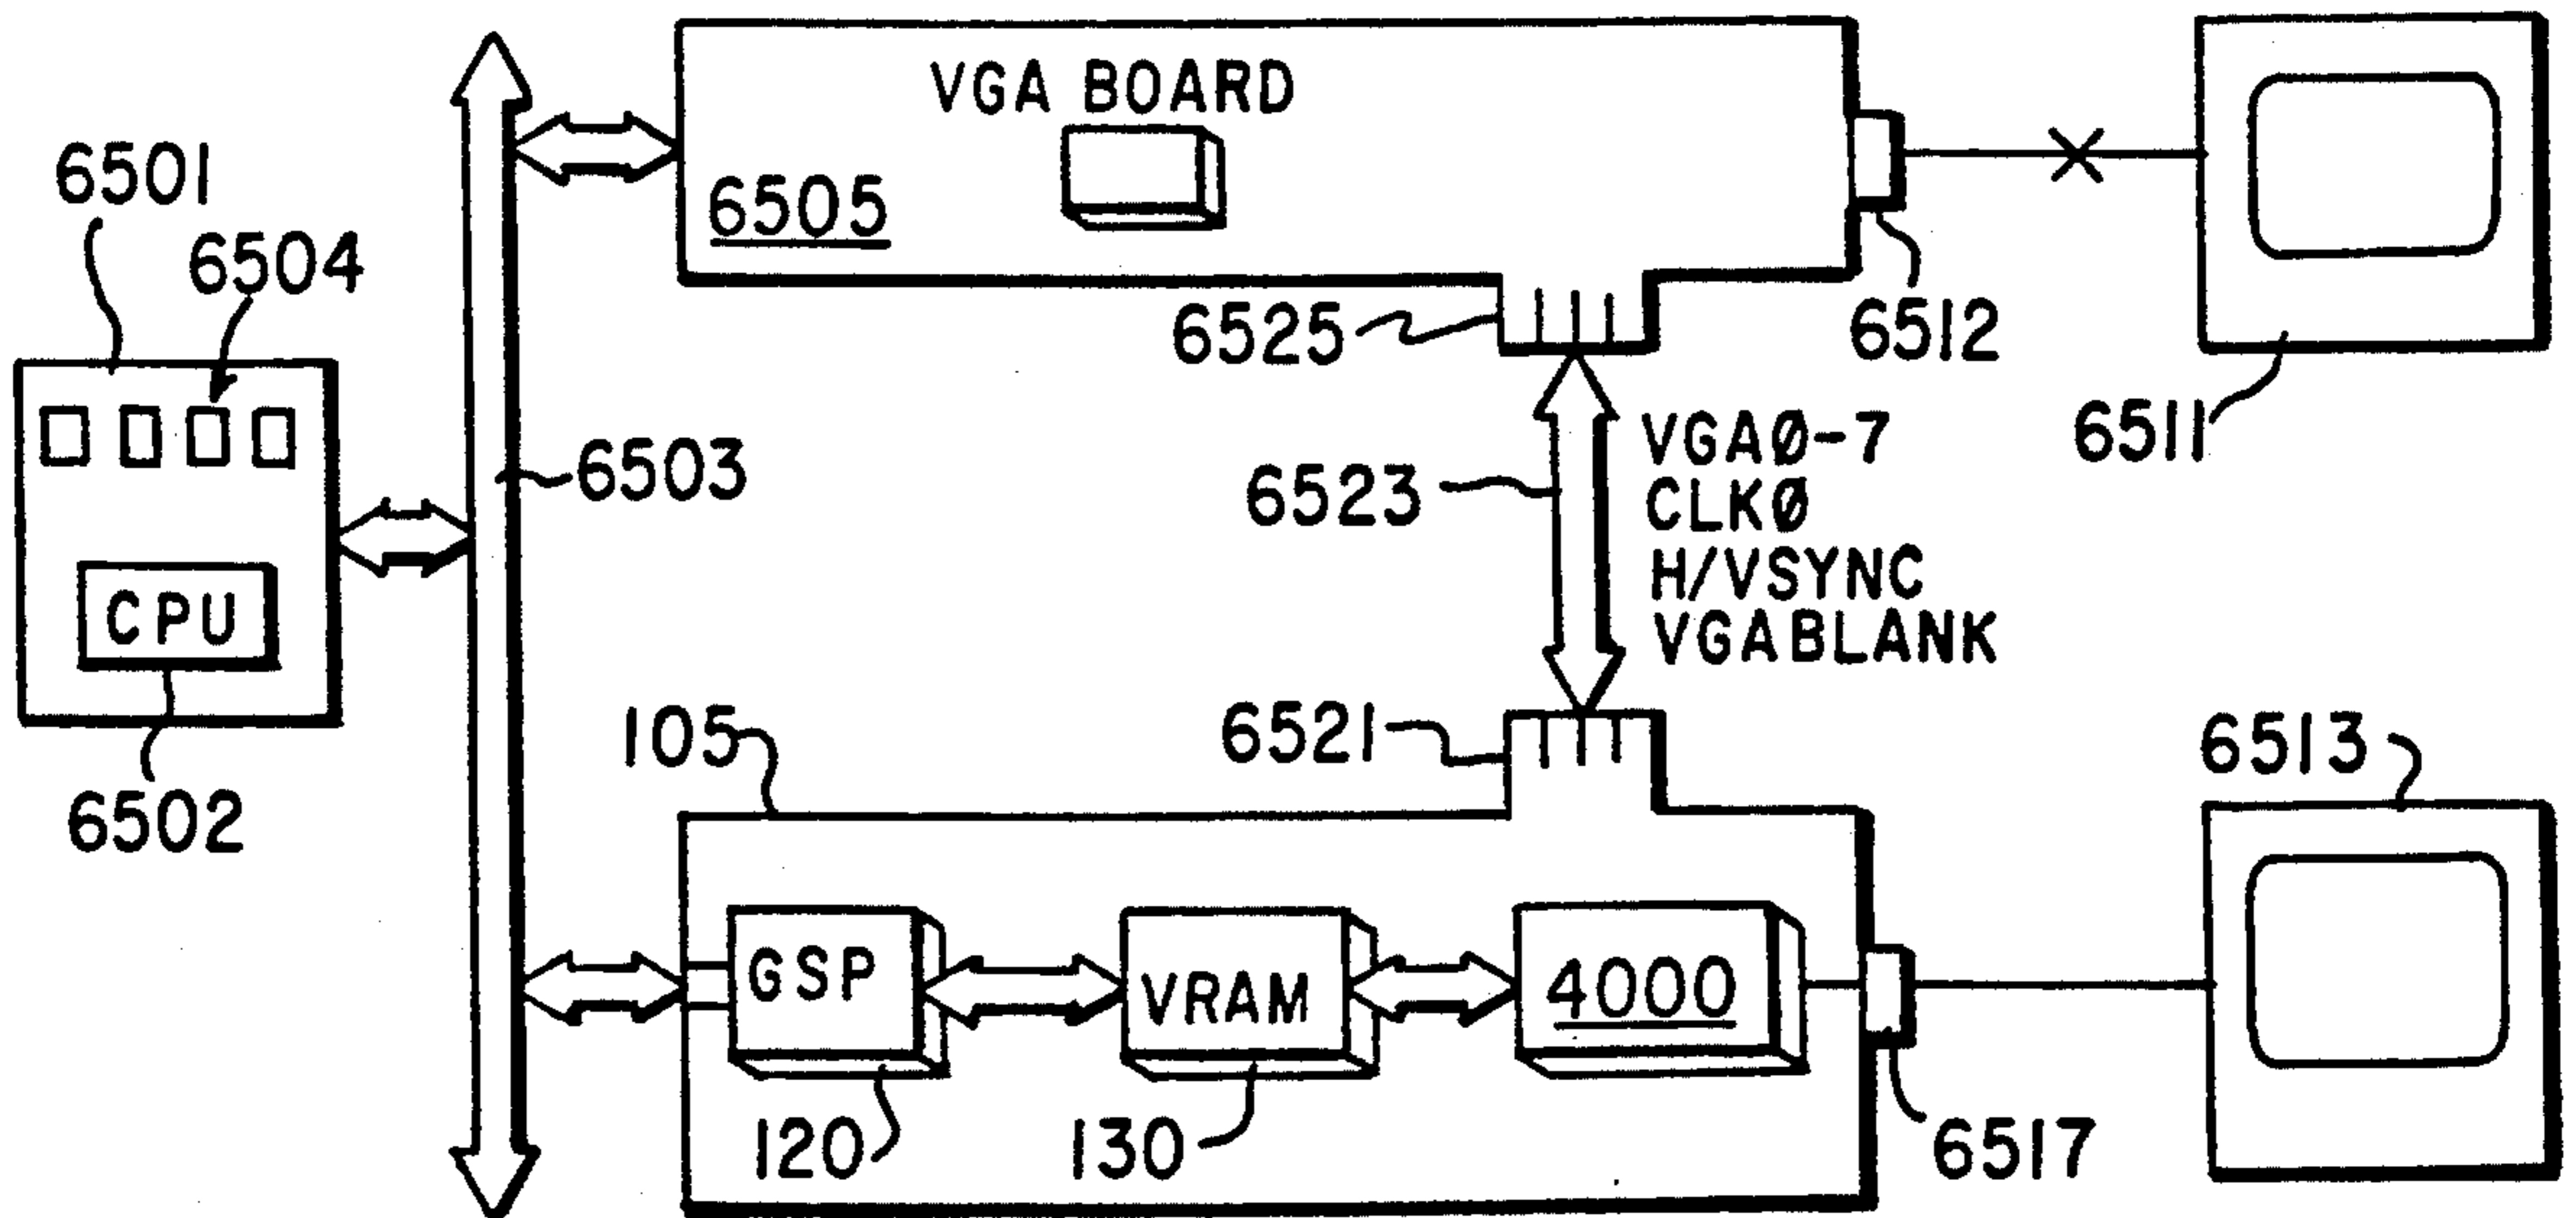 VGA BOARD
6501
6504
6505
6525
6512
6511
6503
6523
VGAØ-7
CLKØ
H/VSYNC
VGABLANK
CPU
6502
105
6521
6513
GSP
VRAM
4000
120
130
6517